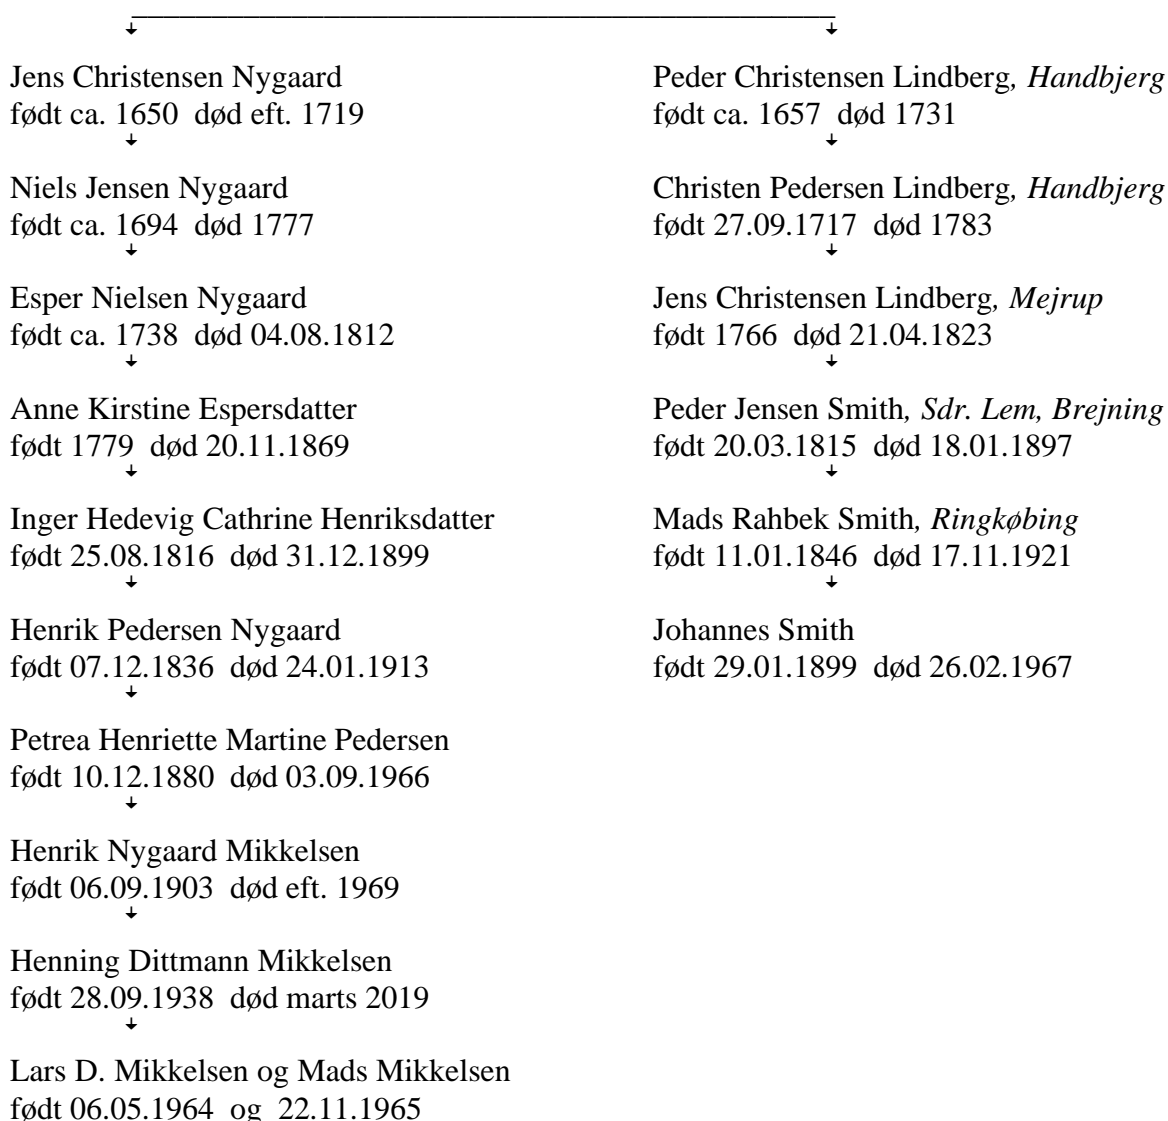 Jens Christensen Nygaard
født ca. 1650 død eft. 1719
Niels Jensen Nygaard
født ca. 1694 død 1777
Esper Nielsen Nygaard
født ca. 1738 død 04.08.1812
Anne Kirstine Espersdatter
født 1779 død 20.11.1869
Inger Hedevig Cathrine Henriksdatter
født 25.08.1816 død 31.12.1899
Henrik Pedersen Nygaard
født 07.12.1836 død 24.01.1913
Petrea Henriette Martine Pedersen
født 10.12.1880 død 03.09.1966
Henrik Nygaard Mikkelsen
født 06.09.1903 død eft. 1969
Henning Dittmann Mikkelsen
født 28.09.1938 død marts 2019
Lars D. Mikkelsen og Mads Mikkelsen
født 06.05.1964 og 22.11.1965
Peder Christensen Lindberg, Handbjerg
født ca. 1657 død 1731
Christen Pedersen Lindberg, Handbjerg
født 27.09.1717 død 1783
Jens Christensen Lindberg, Mejrup
født 1766 død 21.04.1823
Peder Jensen Smith, Sdr. Lem, Brejning
født 20.03.1815 død 18.01.1897
Mads Rahbek Smith, Ringkøbing
født 11.01.1846 død 17.11.1921
Johannes Smith
født 29.01.1899 død 26.02.1967